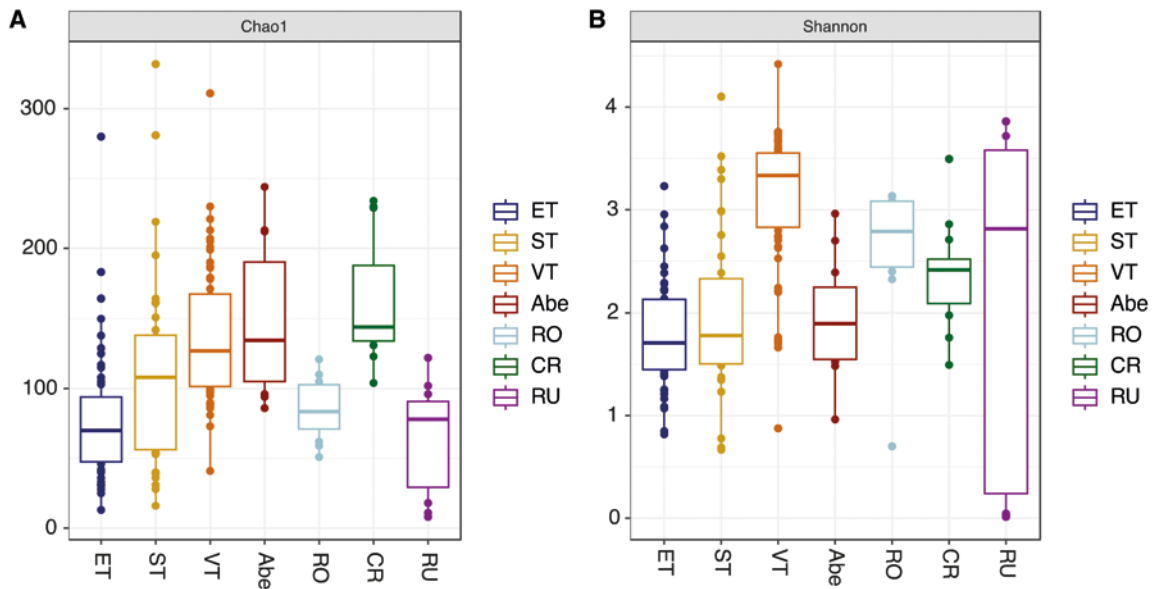 A
Chao1
300
200
100
0
ET
ST
VT
Abe
RO
CR
RU
ET
ST
VT
Abe
RO
CR
RU
B
Shannon
4
3
2
1
0
ET
ST
VT
Abe
RO
CR
RU
ET
ST
VT
Abe
RO
CR
RU